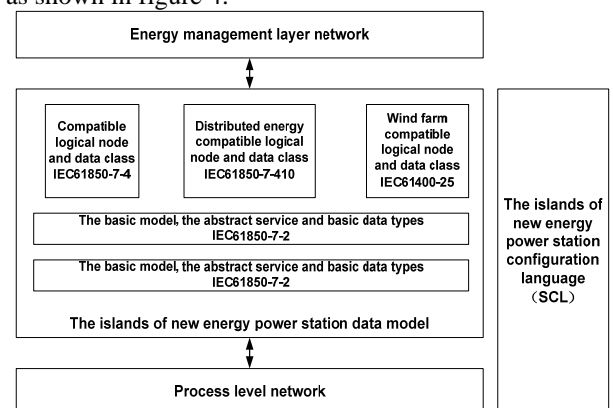 as shown in figure 4.
Energy management layer network
Compatible
logical node
and data class
IEC61850-7-4
Distributed energy
compatible logical
node and data class
IEC61850-7-410
Wind farm
compatible
logical node
and data class
IEC61400-25
The basic model, the abstract service and basic data types
IEC61850-7-2
The basic model, the abstract service and basic data types
IEC61850-7-2
The islands of new energy power station data model
Process level network
The islands of
new energy
power station
configuration
language
（SCL）